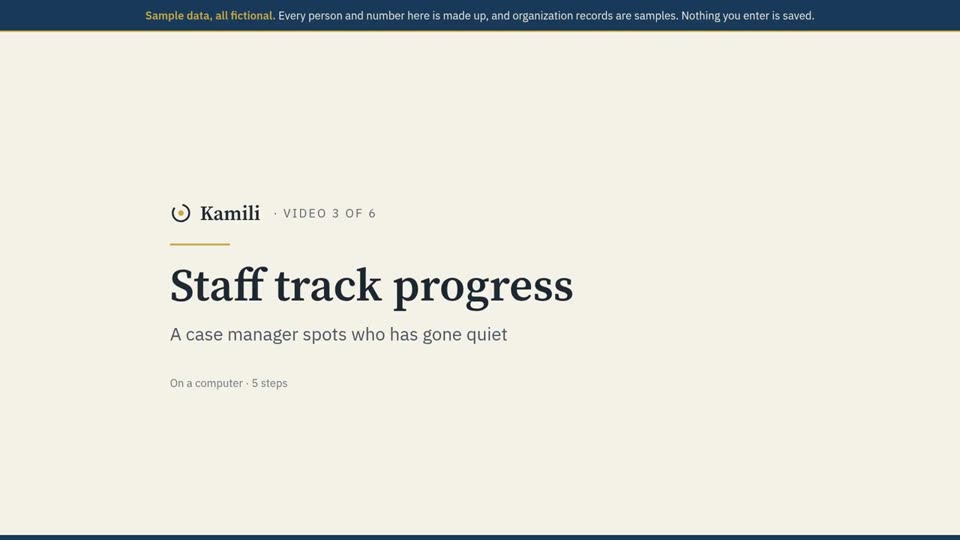 Sample data, all fictional. Every person and number here is made up, and organization records are samples. Nothing you enter is saved.
Kamili · VIDEO 3 OF 6
Staff track progress
A case manager spots who has gone quiet
On a computer · 5 steps